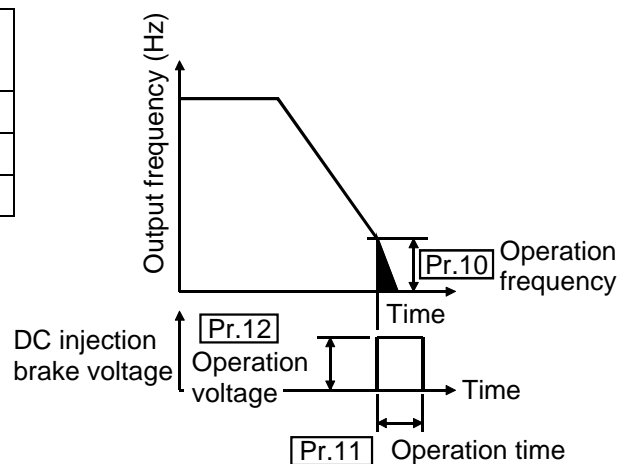 Output frequency (Hz)
Pr.10
Operation
frequency
Time
DC injection
brake voltage
Pr.12
Operation
voltage
Time
Pr.11 Operation time